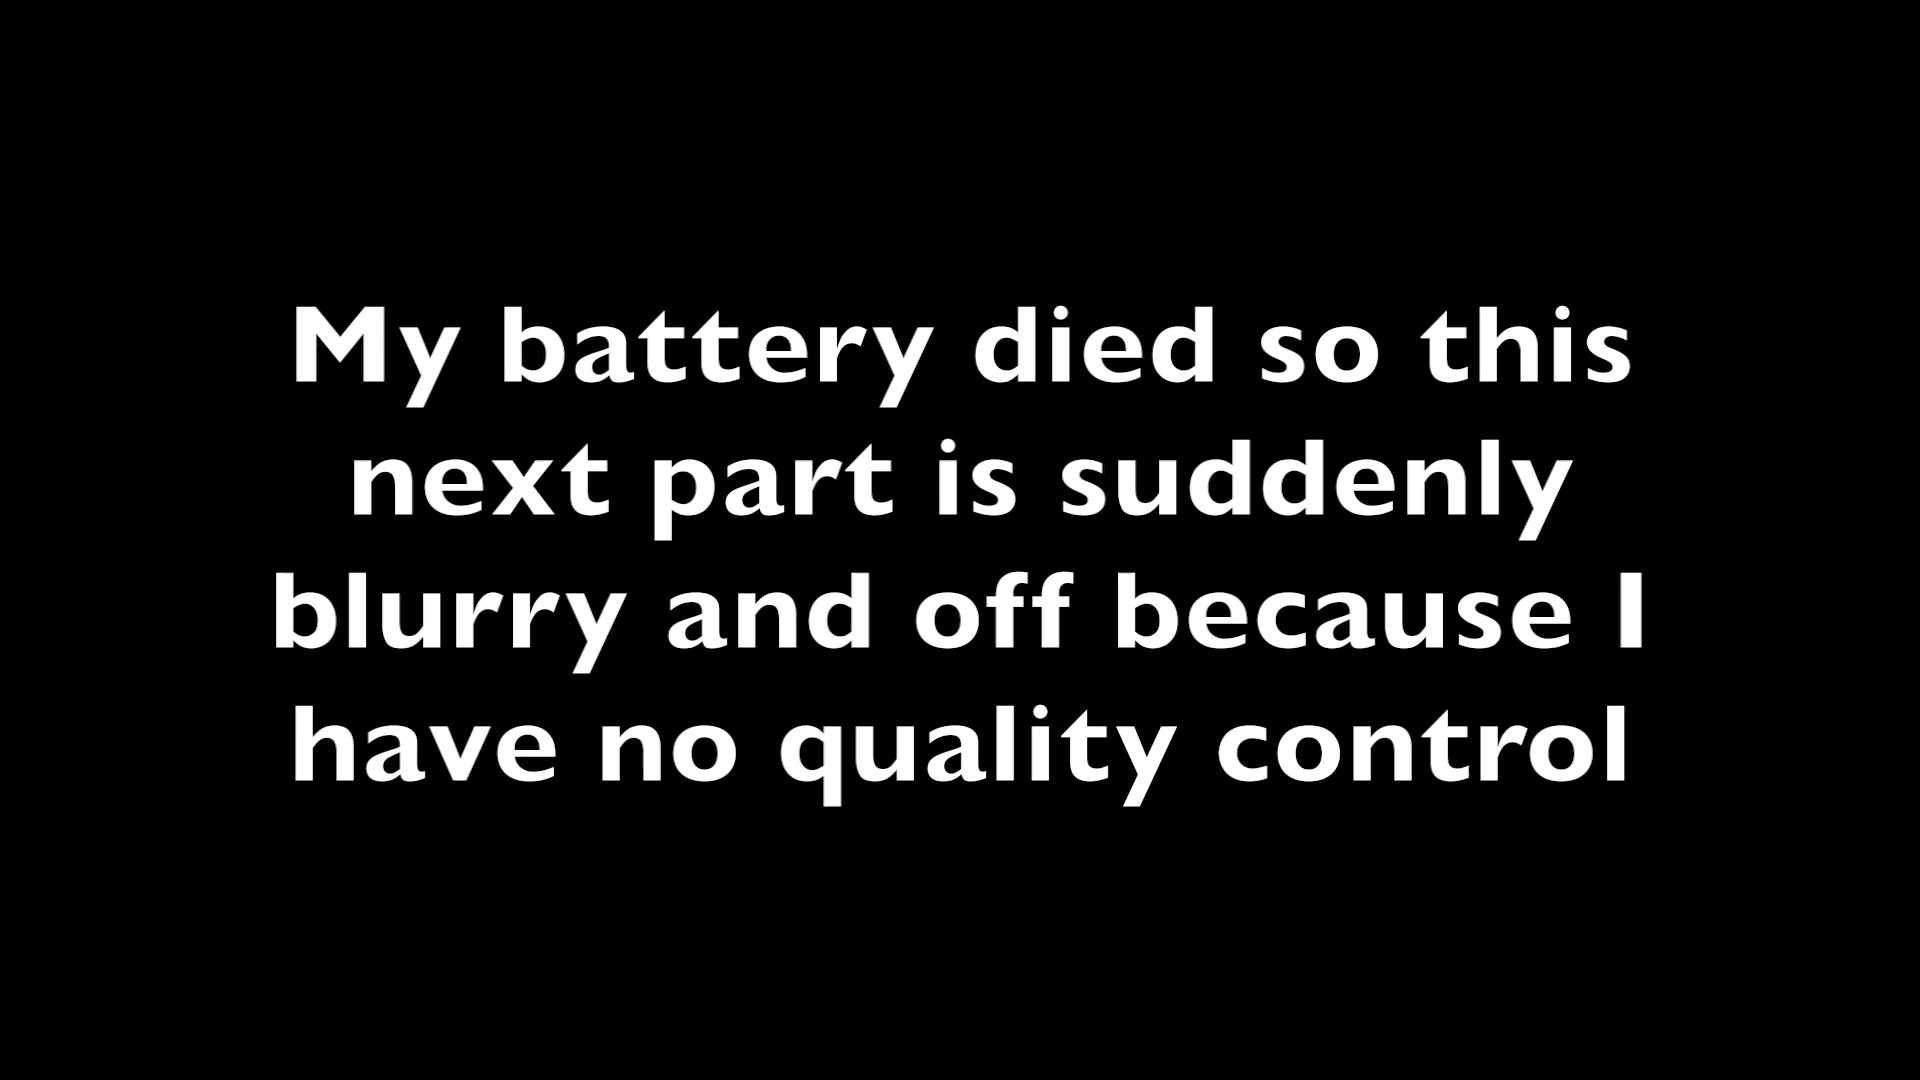 My battery died so this
next part is suddenly
blurry and off because I
have no quality control